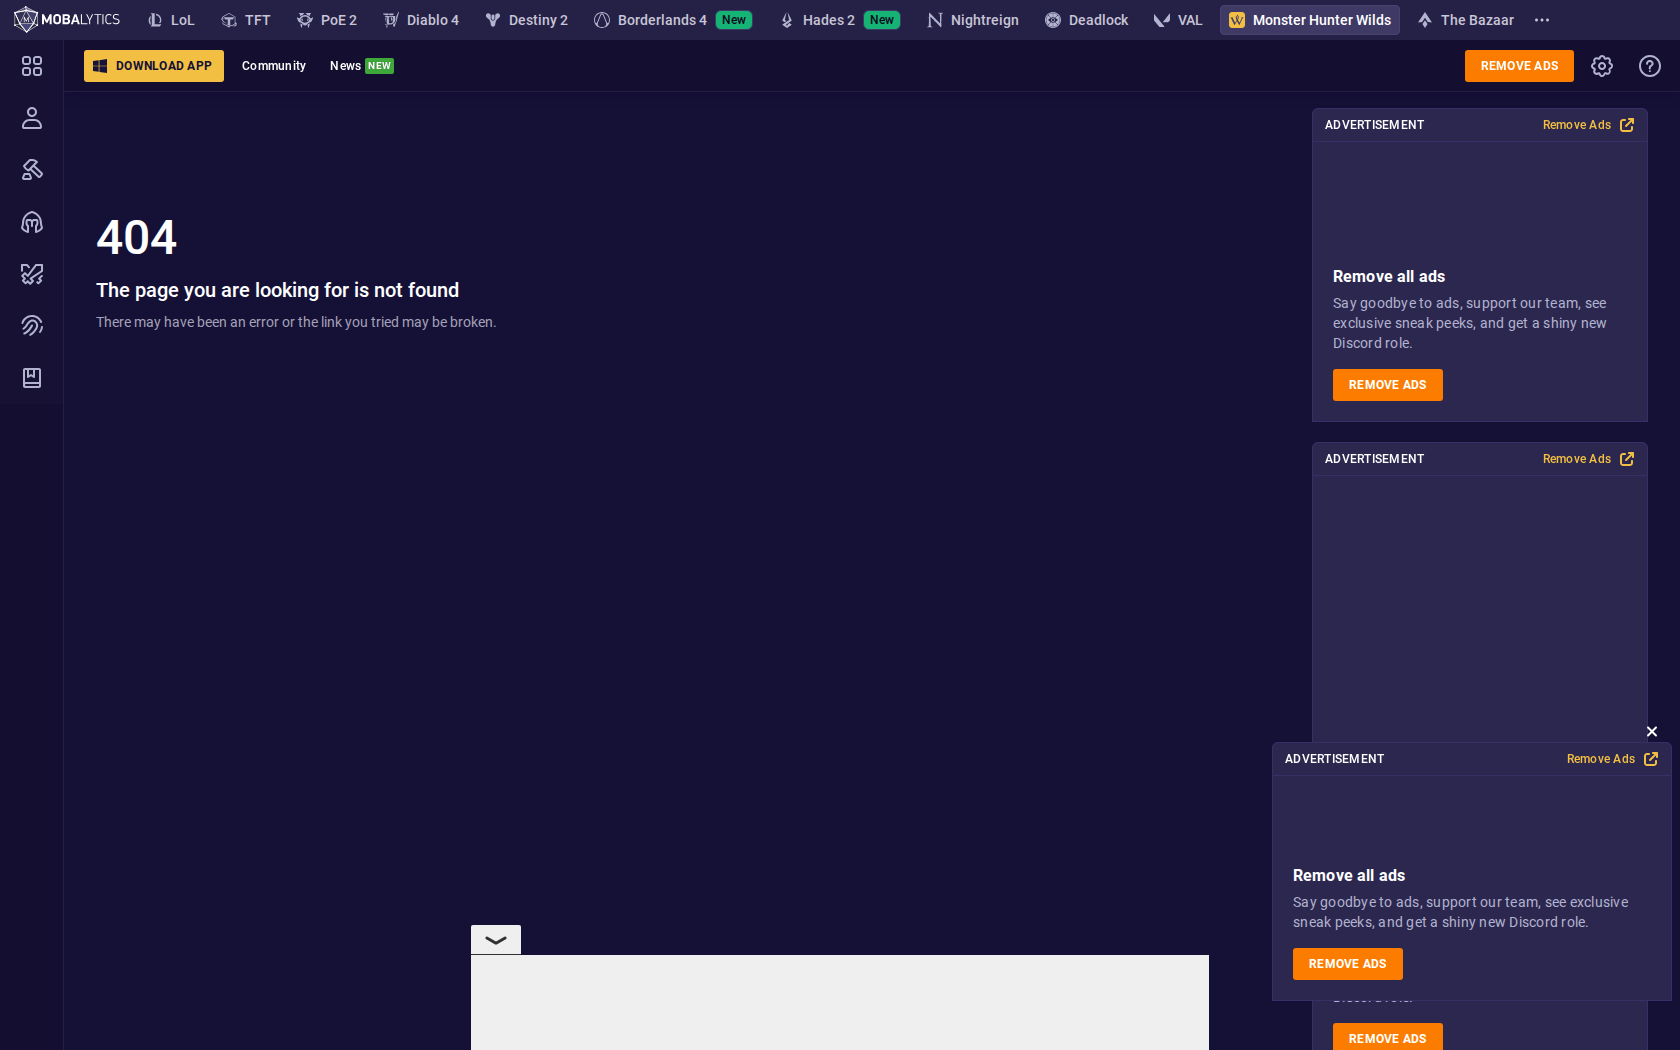 MOBALYTICS
LoL
TFT
PoE 2
Diablo 4
Destiny 2
Borderlands 4 New
Hades 2 New
Nightreign
Deadlock
VAL
Monster Hunter Wilds
The Bazaar
DOWNLOAD APP
Community
News NEW
REMOVE ADS
404
The page you are looking for is not found
There may have been an error or the link you tried may be broken.
ADVERTISEMENT
Remove Ads
Remove all ads
Say goodbye to ads, support our team, see
exclusive sneak peeks, and get a shiny new
Discord role.
REMOVE ADS
ADVERTISEMENT
Remove Ads
ADVERTISEMENT
Remove Ads
Remove all ads
Say goodbye to ads, support our team, see exclusive
sneak peeks, and get a shiny new Discord role.
REMOVE ADS
REMOVE ADS